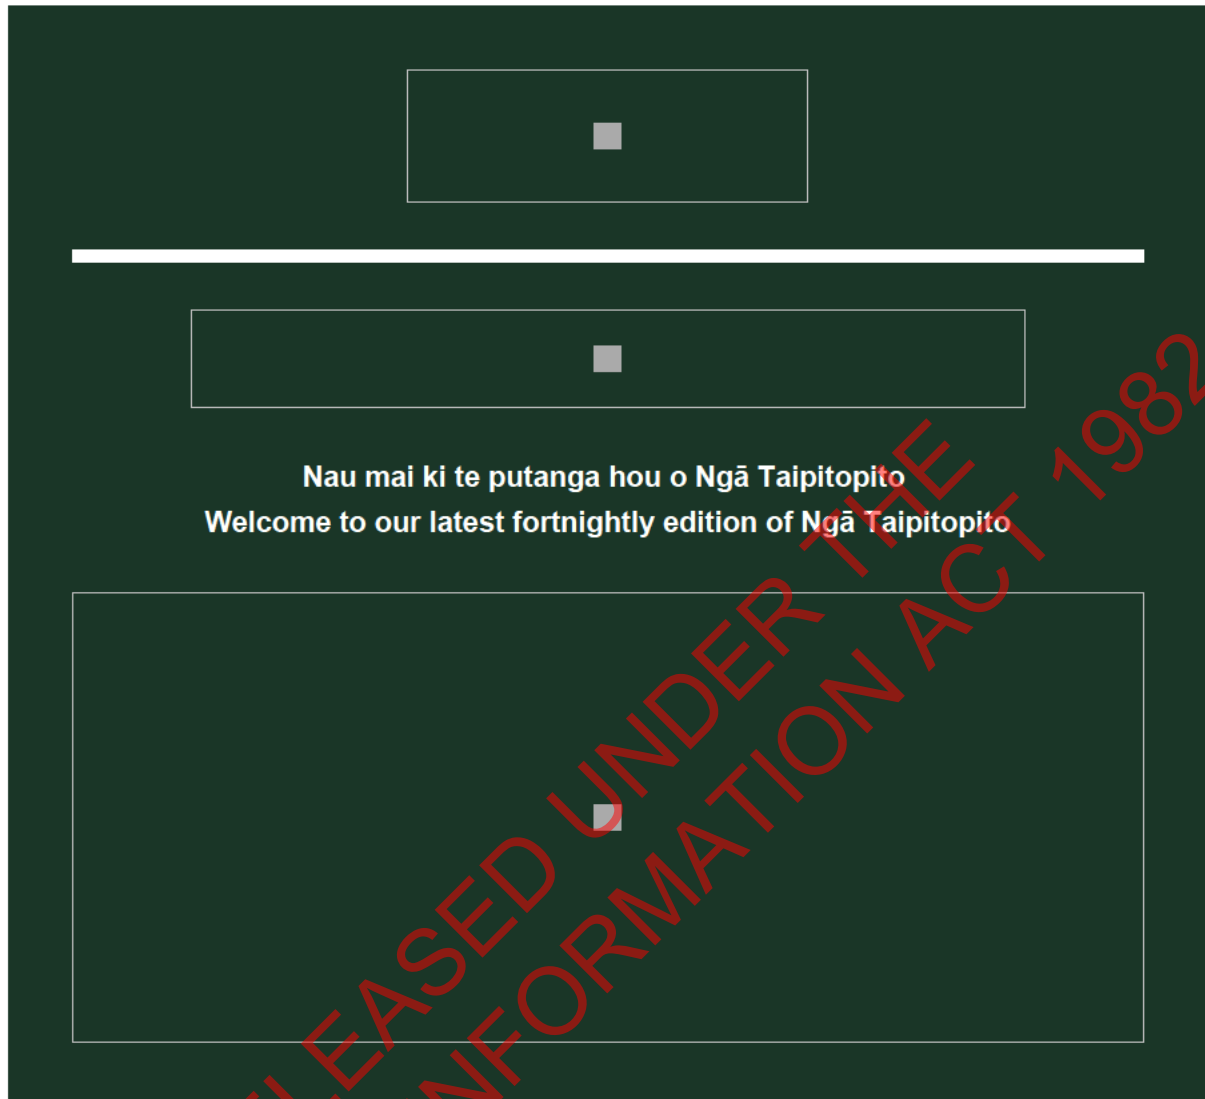 Nau mai ki te putanga hou o Ngā Taipitopito
Welcome to our latest fortnightly edition of Ngā Taipitopito
LEASED UNDER THE
NFORMATION ACT 1982